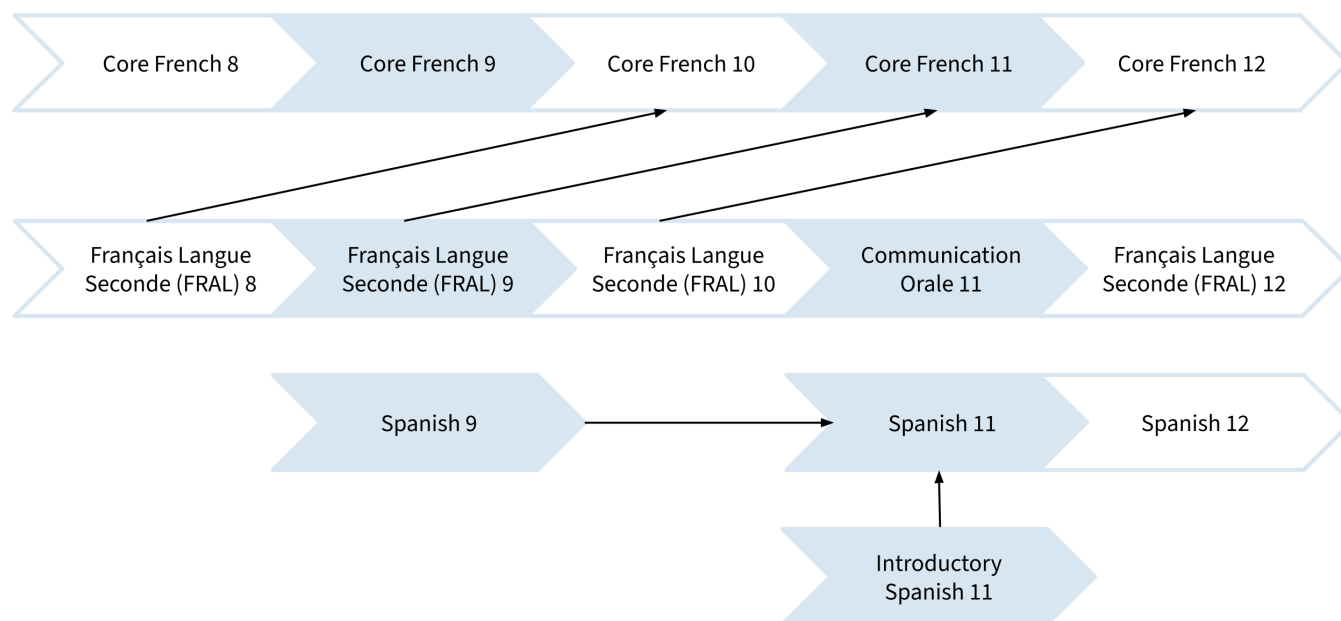 Core French 8
Core French 9
Core French 10
Core French 11
Core French 12
Français Langue
Seconde (FRAL) 8
Français Langue
Seconde (FRAL) 9
Français Langue
Seconde (FRAL) 10
Communication
Orale 11
Français Langue
Seconde (FRAL) 12
Spanish 9
Spanish 11
Spanish 12
Introductory
Spanish 11